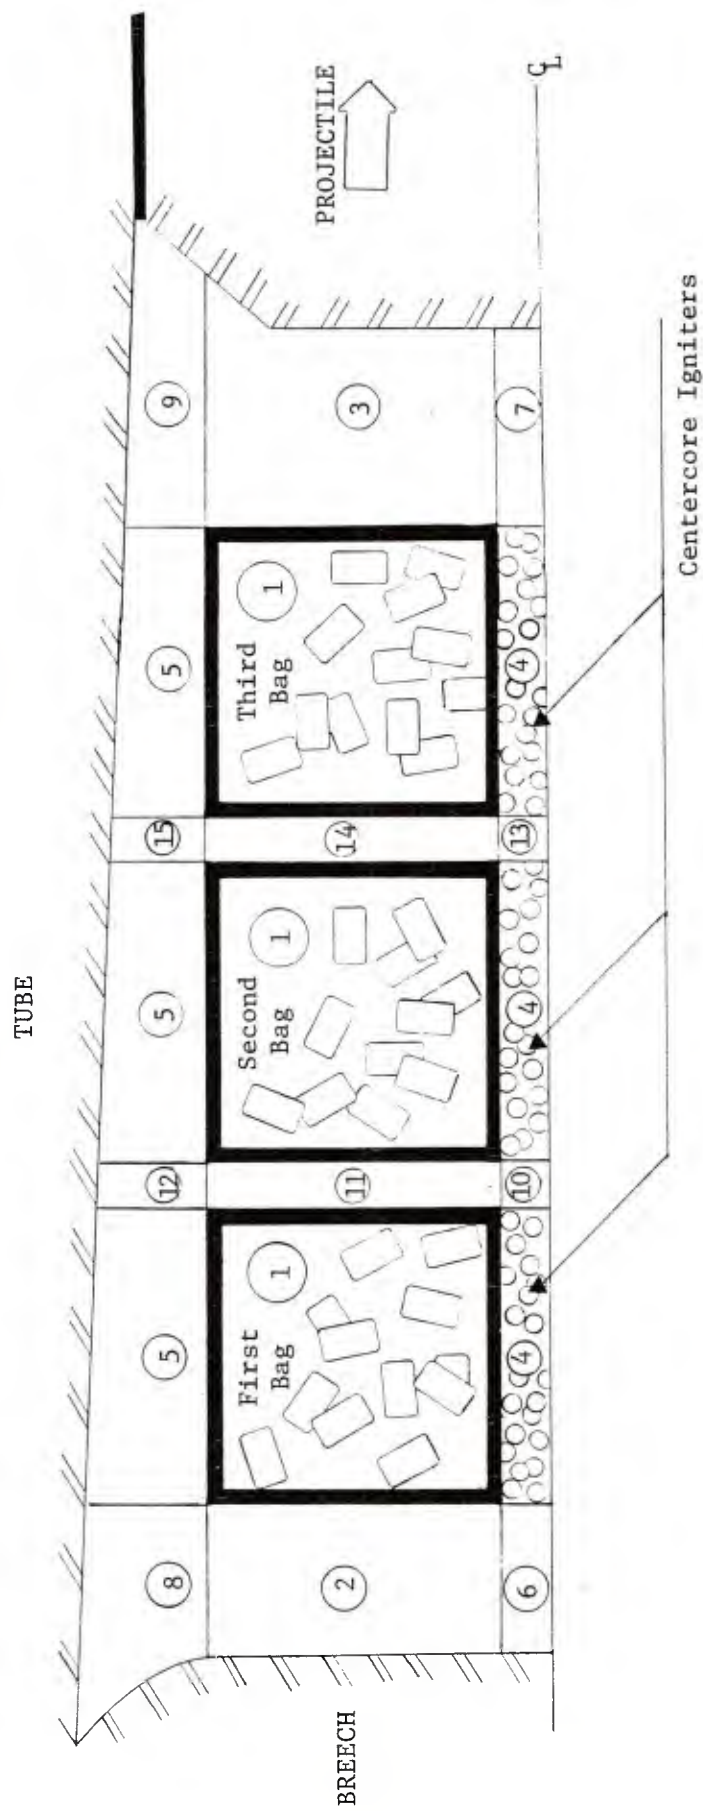 TUBE
BREECH
PROJECTILE
C
L
8
5
12
5
15
5
9
First
Bag
1
Second
Bag
1
Third
Bag
1
2
11
14
3
6
4
10
4
13
4
7
Centercore Igniters